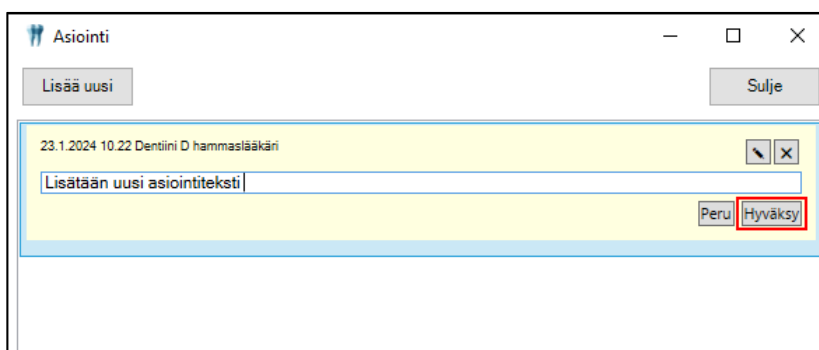 Asiointi
Lisää uusi
Sulje
23.1.2024 10.22 Dentiini D hammaslääkäri
Lisätään uusi asiointiteksti
Peru Hyväksy